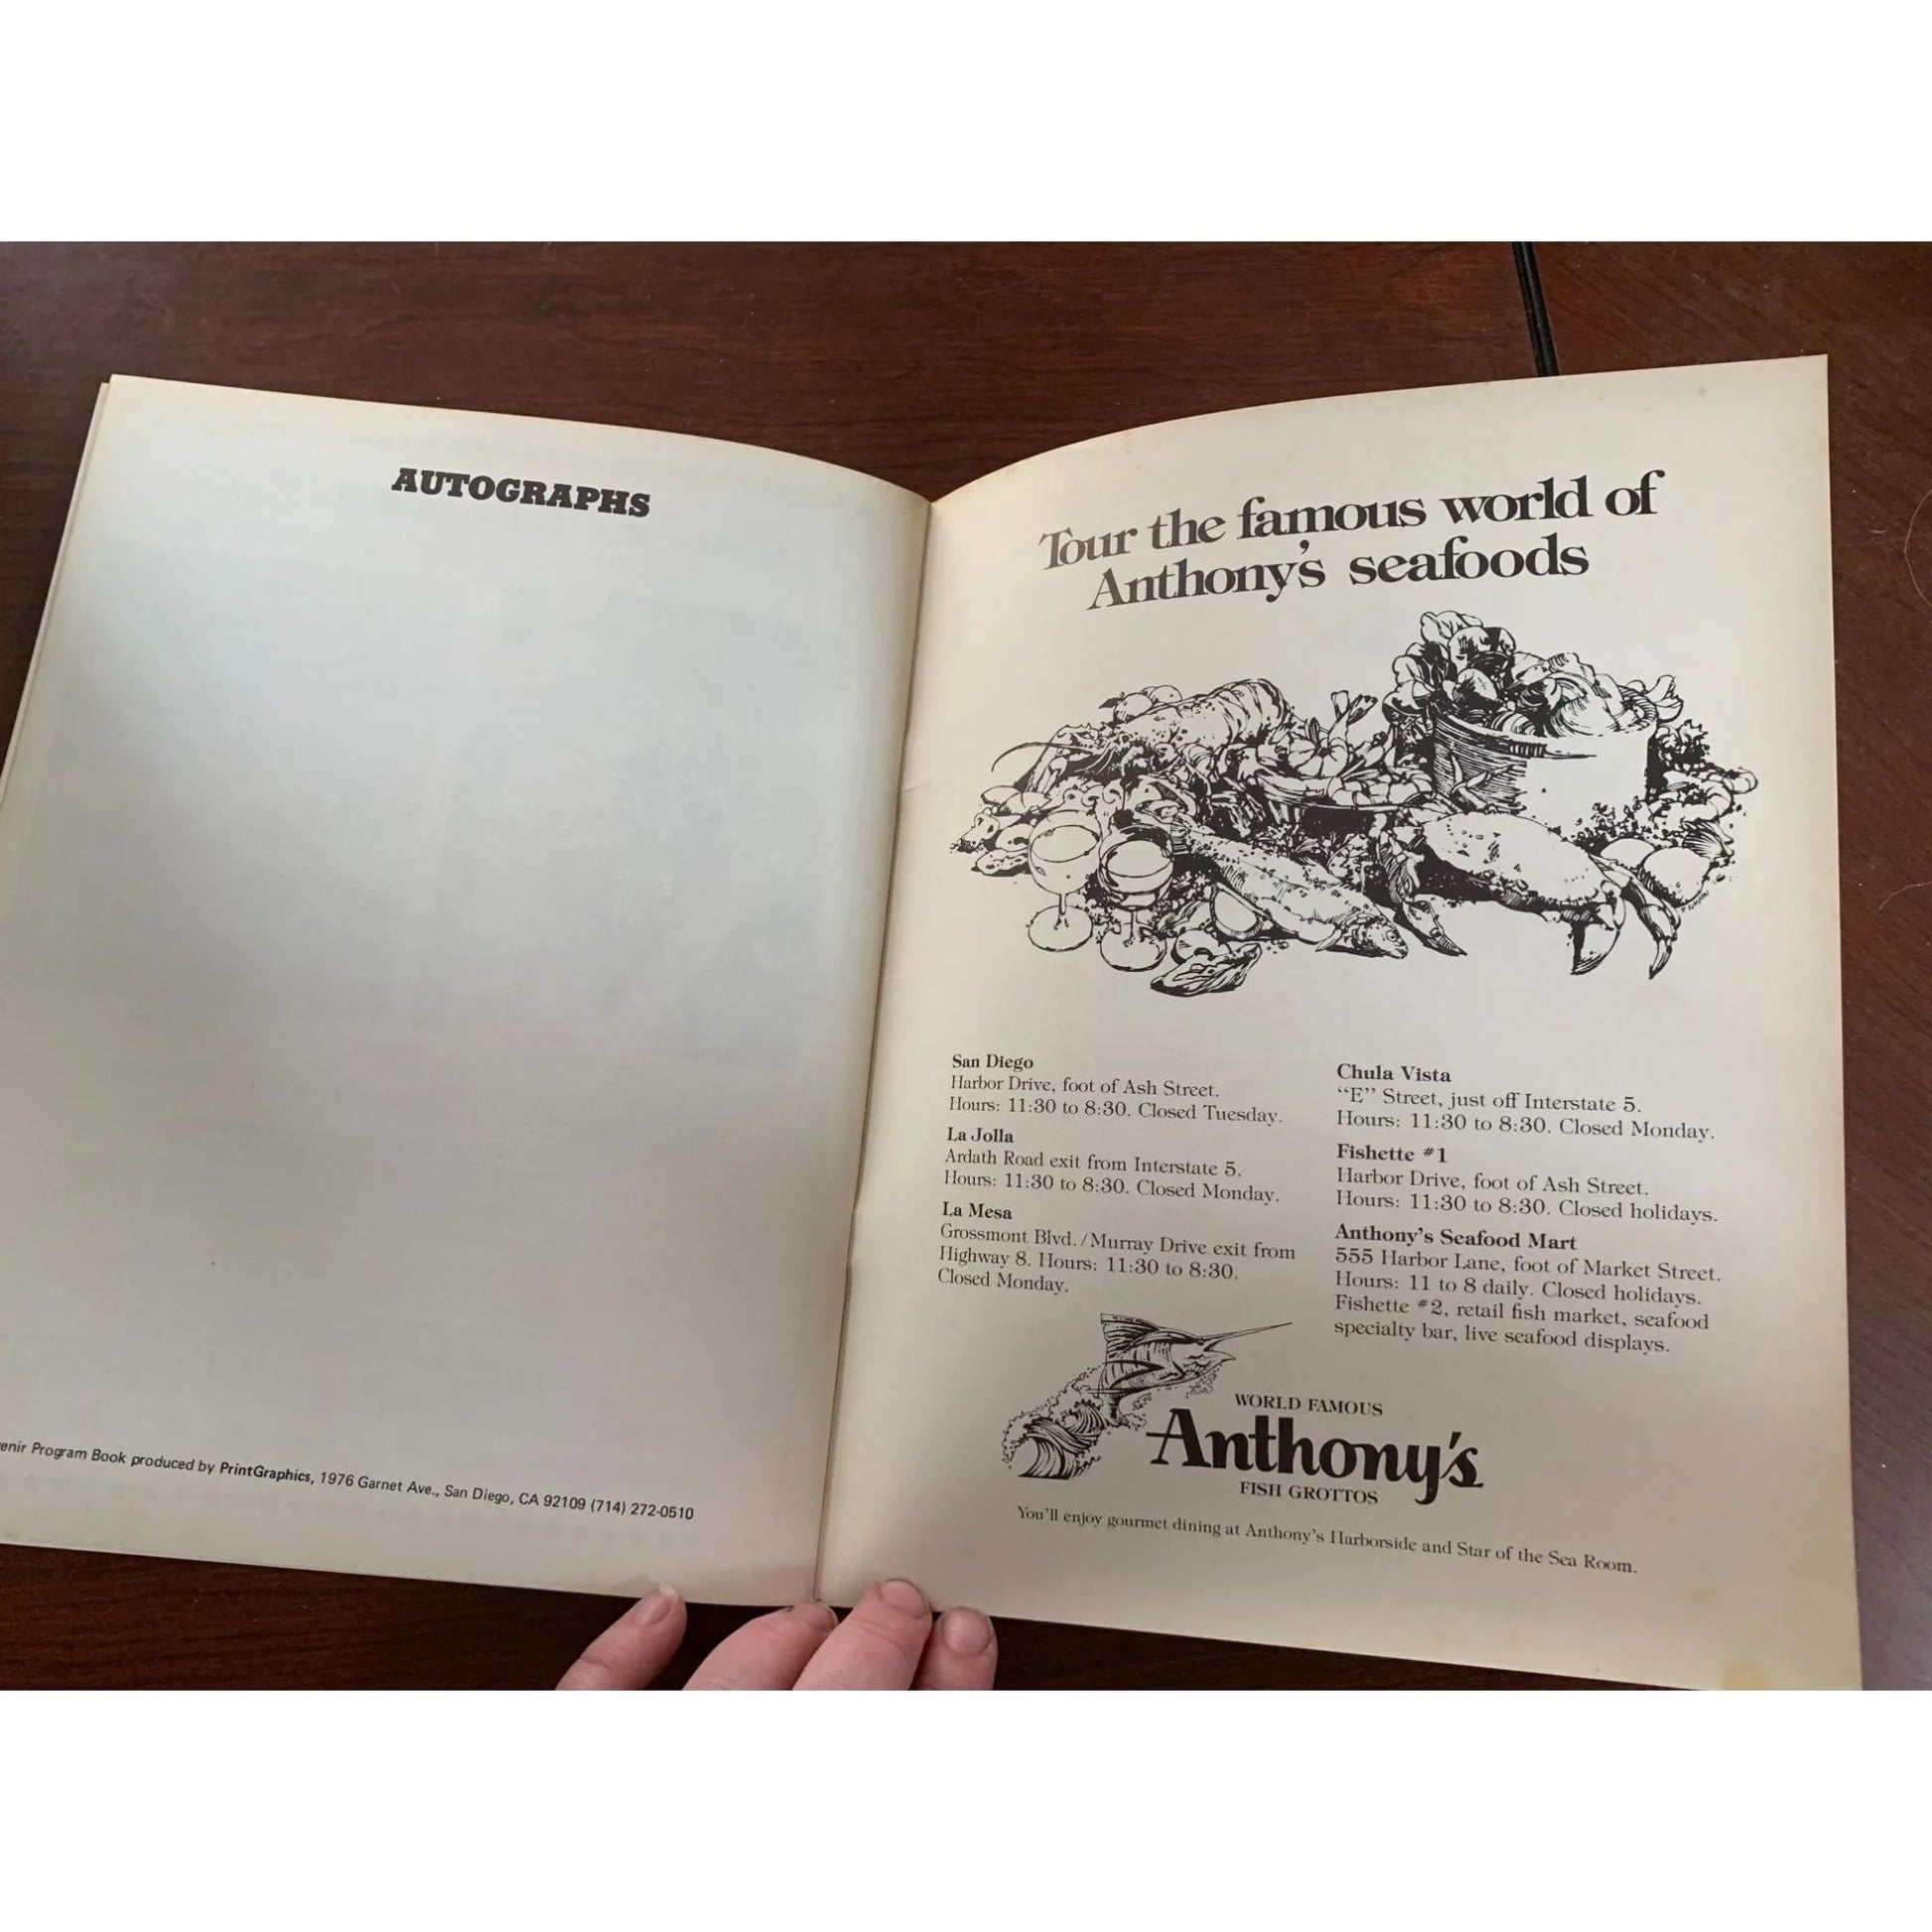 AUTOGRAPHS
Program Book produced by PrintGraphics, 1976 Garnet Ave., San Diego, CA 92109 (714) 272-0510
Tour the famous world of
Anthony's seafoods
San Diego
Harbor Drive, foot of Ash Street.
Hours: 11:30 to 8:30. Closed Tuesday.
La Jolla
Ardath Road exit from Interstate 5.
Hours: 11:30 to 8:30. Closed Monday.
La Mesa
Grossmont Blvd./Murray Drive exit from
Highway 8. Hours: 11:30 to 8:30.
Closed Monday.
Chula Vista
“E” Street, just off Interstate 5.
Hours: 11:30 to 8:30. Closed Monday.
Fishette #1
Harbor Drive, foot of Ash Street.
Hours: 11:30 to 8:30. Closed holidays.
Anthony's Seafood Mart
555 Harbor Lane, foot of Market Street.
Hours: 11 to 8 daily. Closed holidays.
Fishette #2, retail fish market, seafood
specialty bar, live seafood displays.
WORLD FAMOUS
Anthony's
FISH GROTTOS
You'll enjoy gourmet dining at Anthony's Harborside and Star of the Sea Room.